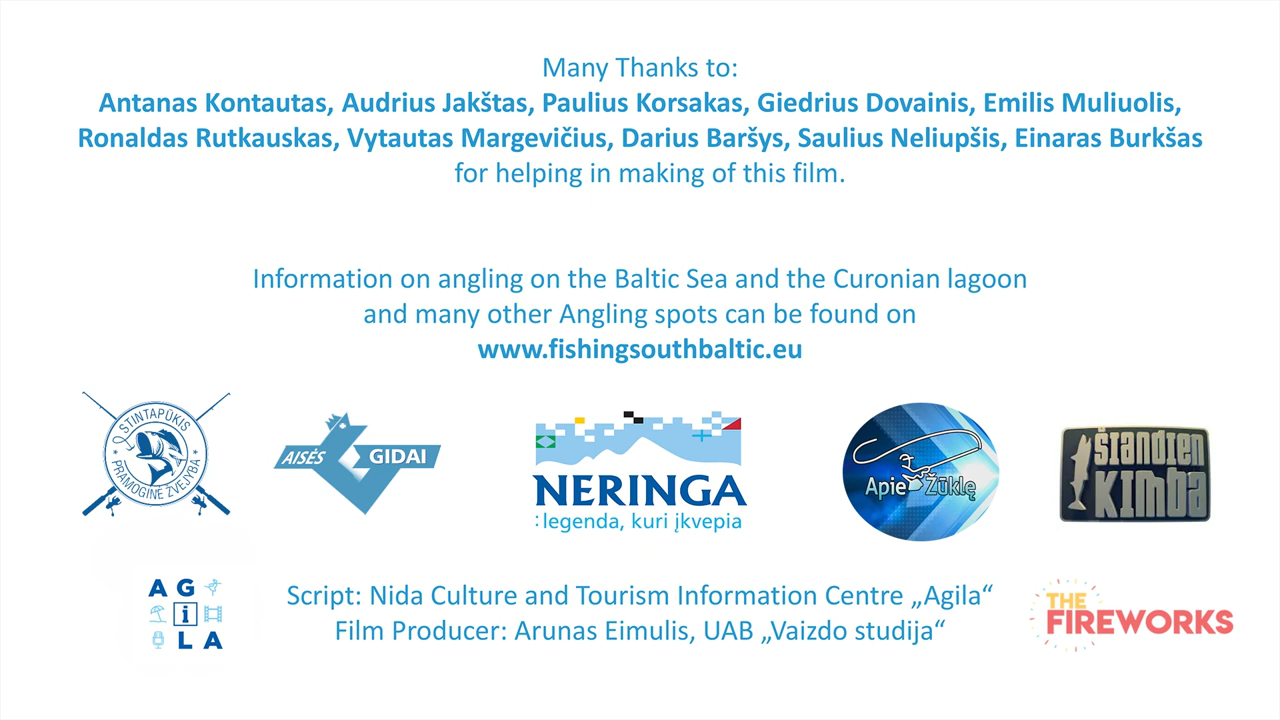 Many Thanks to:
Antanas Kontautas, Audrius Jakštas, Paulius Korsakas, Giedrius Dovainis, Emilis Muliuolis,
Ronaldas Rutkauskas, Vytautas Margevičius, Darius Baršys, Saulius Neliupšis, Einaras Burkšas
for helping in making of this film.
Information on angling on the Baltic Sea and the Curonian lagoon
and many other Angling spots can be found on
www.fishingsouthbaltic.eu
STINTAPŪKIS
PRAMOGINĖ ŽVEJYBA
AISĖS GIDAI
NERINGA
:legenda, kuri įkvepia
Apie Žūklę
ŠIANDIEN
KIMBA
AG
i
LA
Script: Nida Culture and Tourism Information Centre „Agila“
Film Producer: Arunas Eimulis, UAB „Vaizdo studija“
THE
FIREWORKS